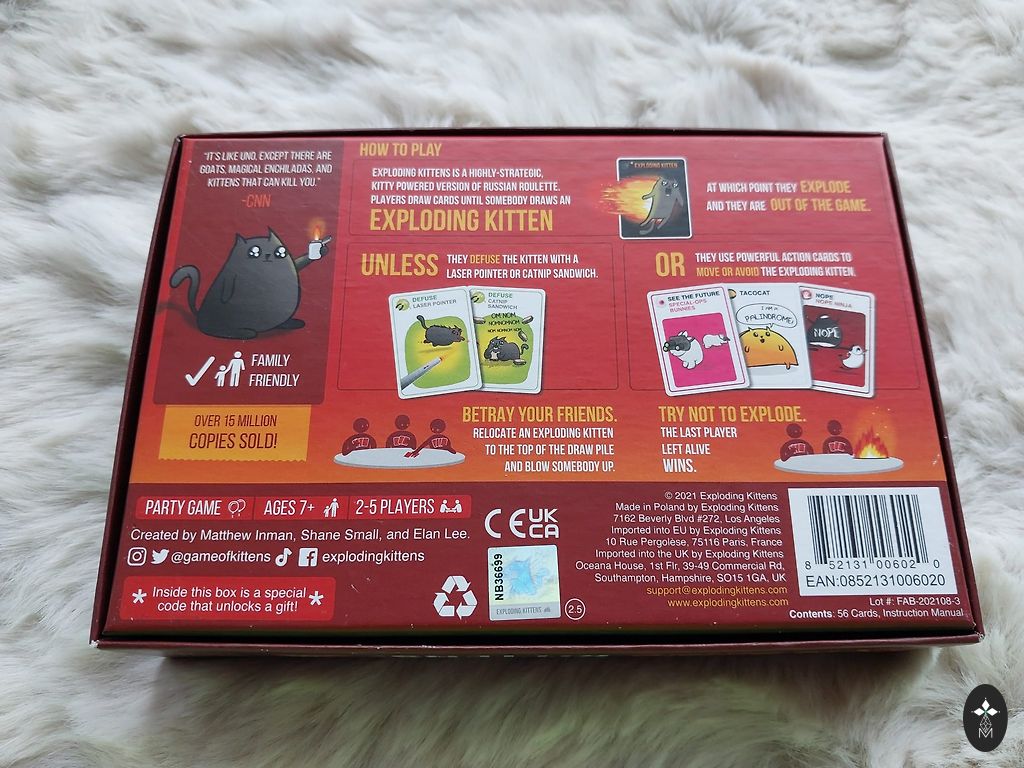 "IT'S LIKE UNO, EXCEPT THERE ARE
GOATS, MAGICAL ENCHILADAS, AND
KITTENS THAT CAN KILL YOU."
-CNN
FAMILY
FRIENDLY
OVER 15 MILLION
COPIES SOLD!
HOW TO PLAY
EXPLODING KITTENS IS A HIGHLY-STRATEGIC,
KITTY POWERED VERSION OF RUSSIAN ROULETTE.
PLAYERS DRAW CARDS UNTIL SOMEBODY DRAWS AN
EXPLODING KITTEN
EXPLODING KITTEN
AT WHICH POINT THEY EXPLODE
AND THEY ARE OUT OF THE GAME.
UNLESS
THEY DEFUSE THE KITTEN WITH A
LASER POINTER OR CATNIP SANDWICH.
DEFUSE
LASER POINTER
DEFUSE
CATNIP
SANDWICH
OM NOM
NOMNOMNOM
NOM NOMNOM
OR
THEY USE POWERFUL ACTION CARDS TO
MOVE OR AVOID THE EXPLODING KITTEN.
SEE THE FUTURE
SPECIAL-OPS
BUNNIES
TACOCAT
I AM A
PALINDROME!
NOPE
NOPE NINJA
NOPE
BETRAY YOUR FRIENDS.
RELOCATE AN EXPLODING KITTEN
TO THE TOP OF THE DRAW PILE
AND BLOW SOMEBODY UP.
TRY NOT TO EXPLODE.
THE LAST PLAYER
LEFT ALIVE
WINS.
PARTY GAME
AGES 7+
2-5 PLAYERS
Created by Matthew Inman, Shane Small, and Elan Lee.
@gameofkittens
explodingkittens
* Inside this box is a special *
code that unlocks a gift!
CE
UK
CA
NB36699
EXPLODING KITTENS
2.5
© 2021 Exploding Kittens
Made in Poland by Exploding Kittens
7162 Beverly Blvd #272, Los Angeles
Imported into EU by Exploding Kittens
10 Rue Pergolese, 75116 Paris, France
Imported into the UK by Exploding Kittens
Oceana House, 1st Flr, 39-49 Commercial Rd,
Southampton, Hampshire, SO15 1GA, UK
support@explodingkittens.com
www.explodingkittens.com
8 52131 00602 0
EAN:0852131006020
Lot #: FAB-202108-3
Contents: 56 Cards, Instruction Manual
M